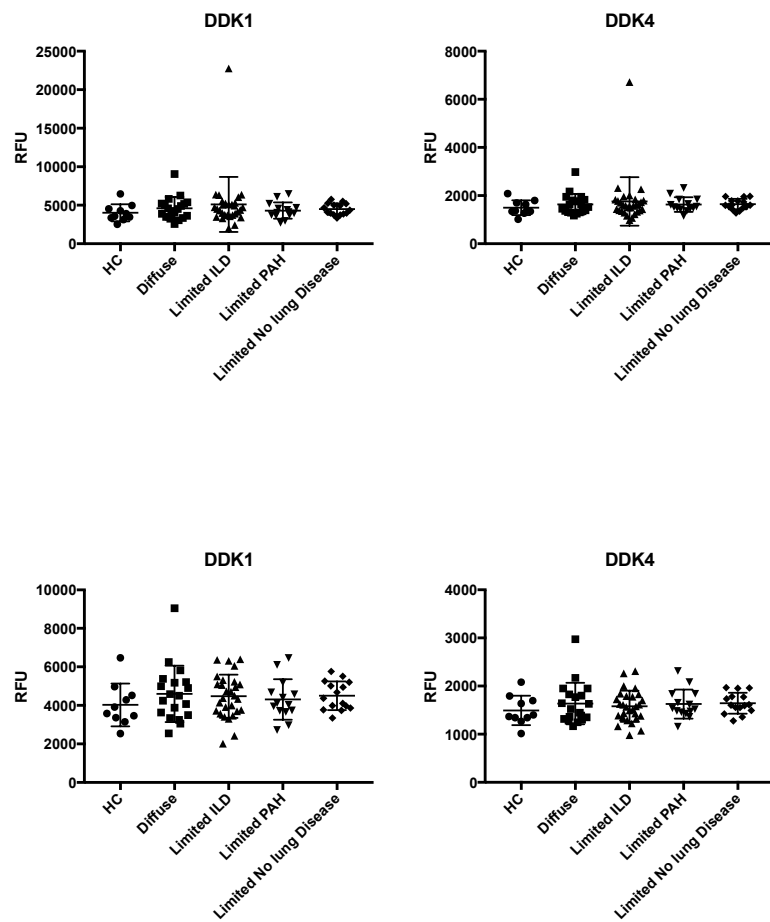 DDK1
25000
20000
15000
10000
5000
0
RFU
HC
Diffuse
Limited ILD
Limited PAH
Limited No lung Disease
DDK4
8000
6000
4000
2000
0
RFU
HC
Diffuse
Limited ILD
Limited PAH
Limited No lung Disease
DDK1
10000
8000
6000
4000
2000
0
RFU
HC
Diffuse
Limited ILD
Limited PAH
Limited No lung Disease
DDK4
4000
3000
2000
1000
0
RFU
HC
Diffuse
Limited ILD
Limited PAH
Limited No lung Disease